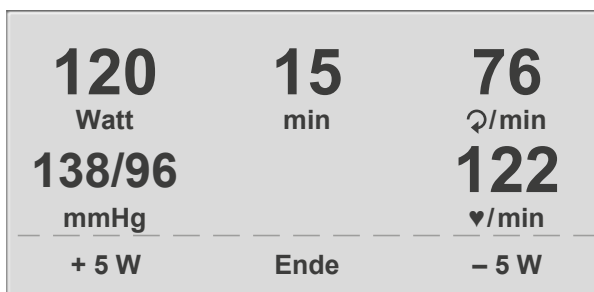 120 15 76
Watt min ⟳/min
138/96 122
mmHg ♥/min
+ 5 W Ende – 5 W